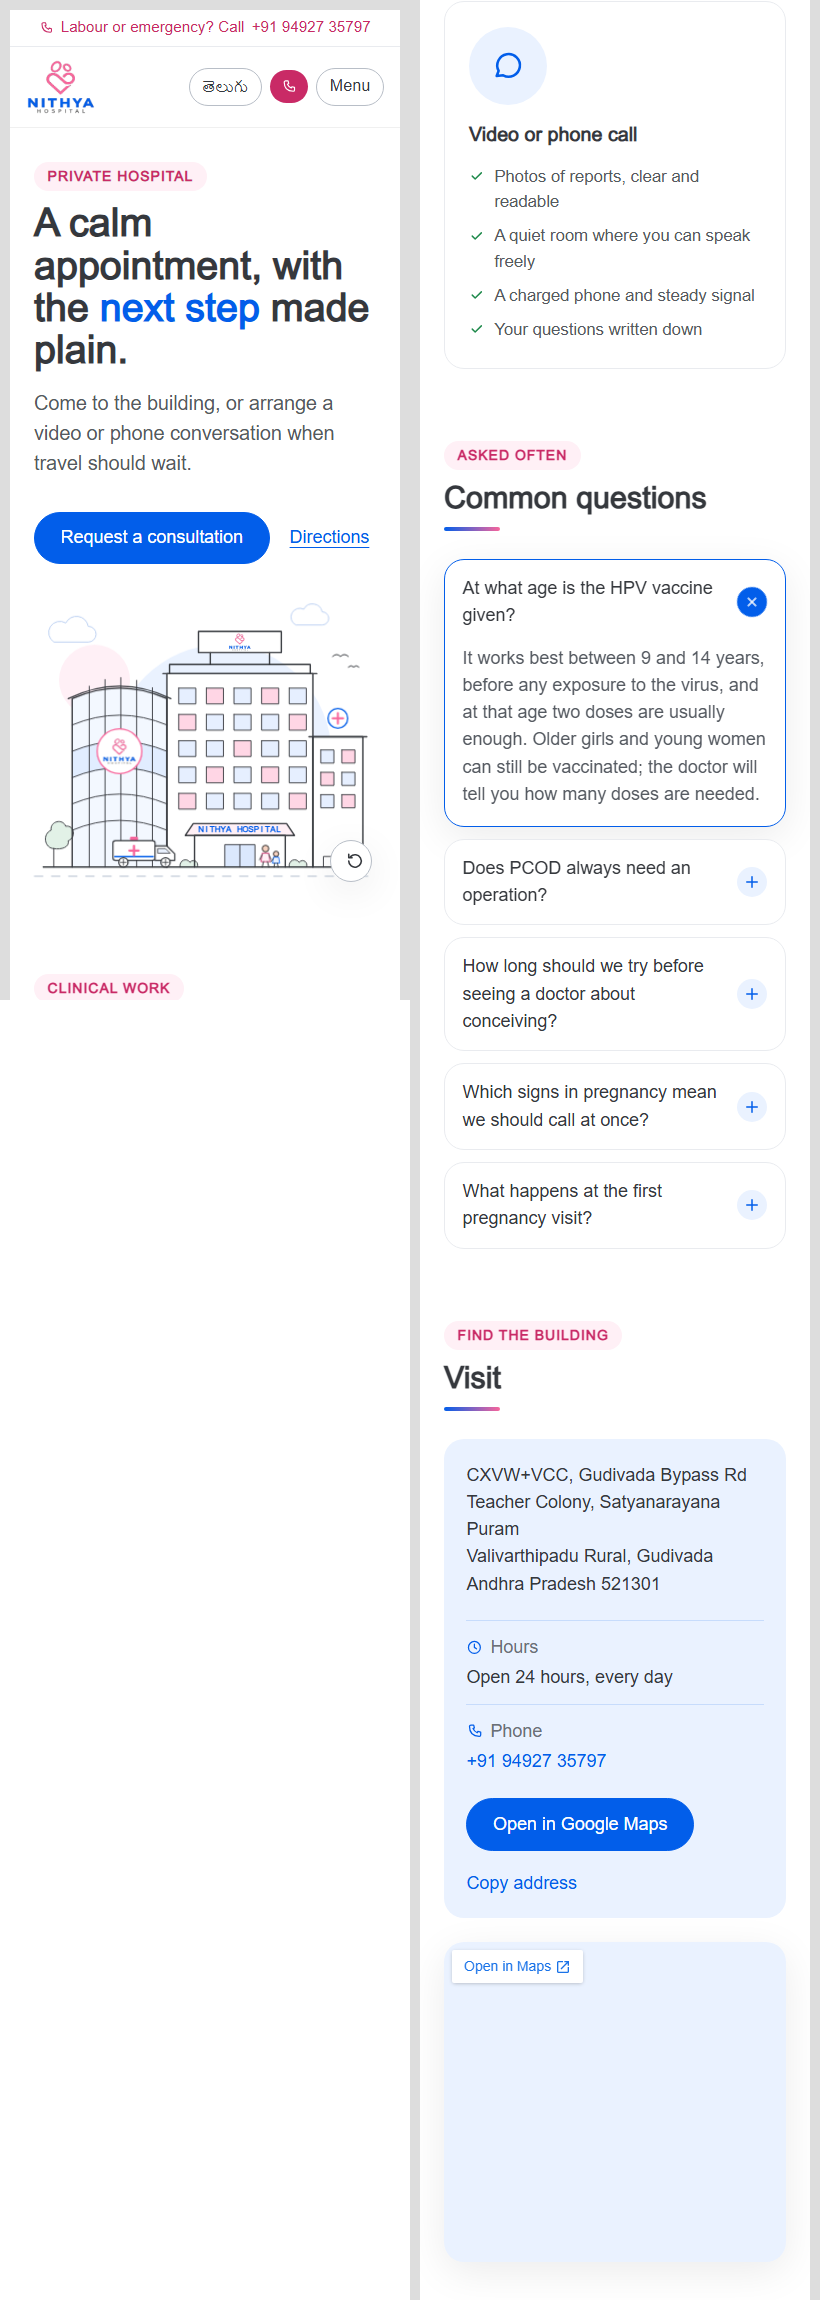 Labour or emergency? Call +91 94927 35797
NITHYA
HOSPITAL
తెలుగు
Menu
PRIVATE HOSPITAL
A calm
appointment, with
the next step made
plain.
Come to the building, or arrange a
video or phone conversation when
travel should wait.
Request a consultation
Directions
NITHYA
NITHYA
NITHYA HOSPITAL
CLINICAL WORK
Video or phone call
Photos of reports, clear and
readable
A quiet room where you can speak
freely
A charged phone and steady signal
Your questions written down
ASKED OFTEN
Common questions
At what age is the HPV vaccine
given?
It works best between 9 and 14 years,
before any exposure to the virus, and
at that age two doses are usually
enough. Older girls and young women
can still be vaccinated; the doctor will
tell you how many doses are needed.
Does PCOD always need an
operation?
How long should we try before
seeing a doctor about
conceiving?
Which signs in pregnancy mean
we should call at once?
What happens at the first
pregnancy visit?
FIND THE BUILDING
Visit
CXVW+VCC, Gudivada Bypass Rd
Teacher Colony, Satyanarayana
Puram
Valivarthipadu Rural, Gudivada
Andhra Pradesh 521301
Hours
Open 24 hours, every day
Phone
+91 94927 35797
Open in Google Maps
Copy address
Open in Maps